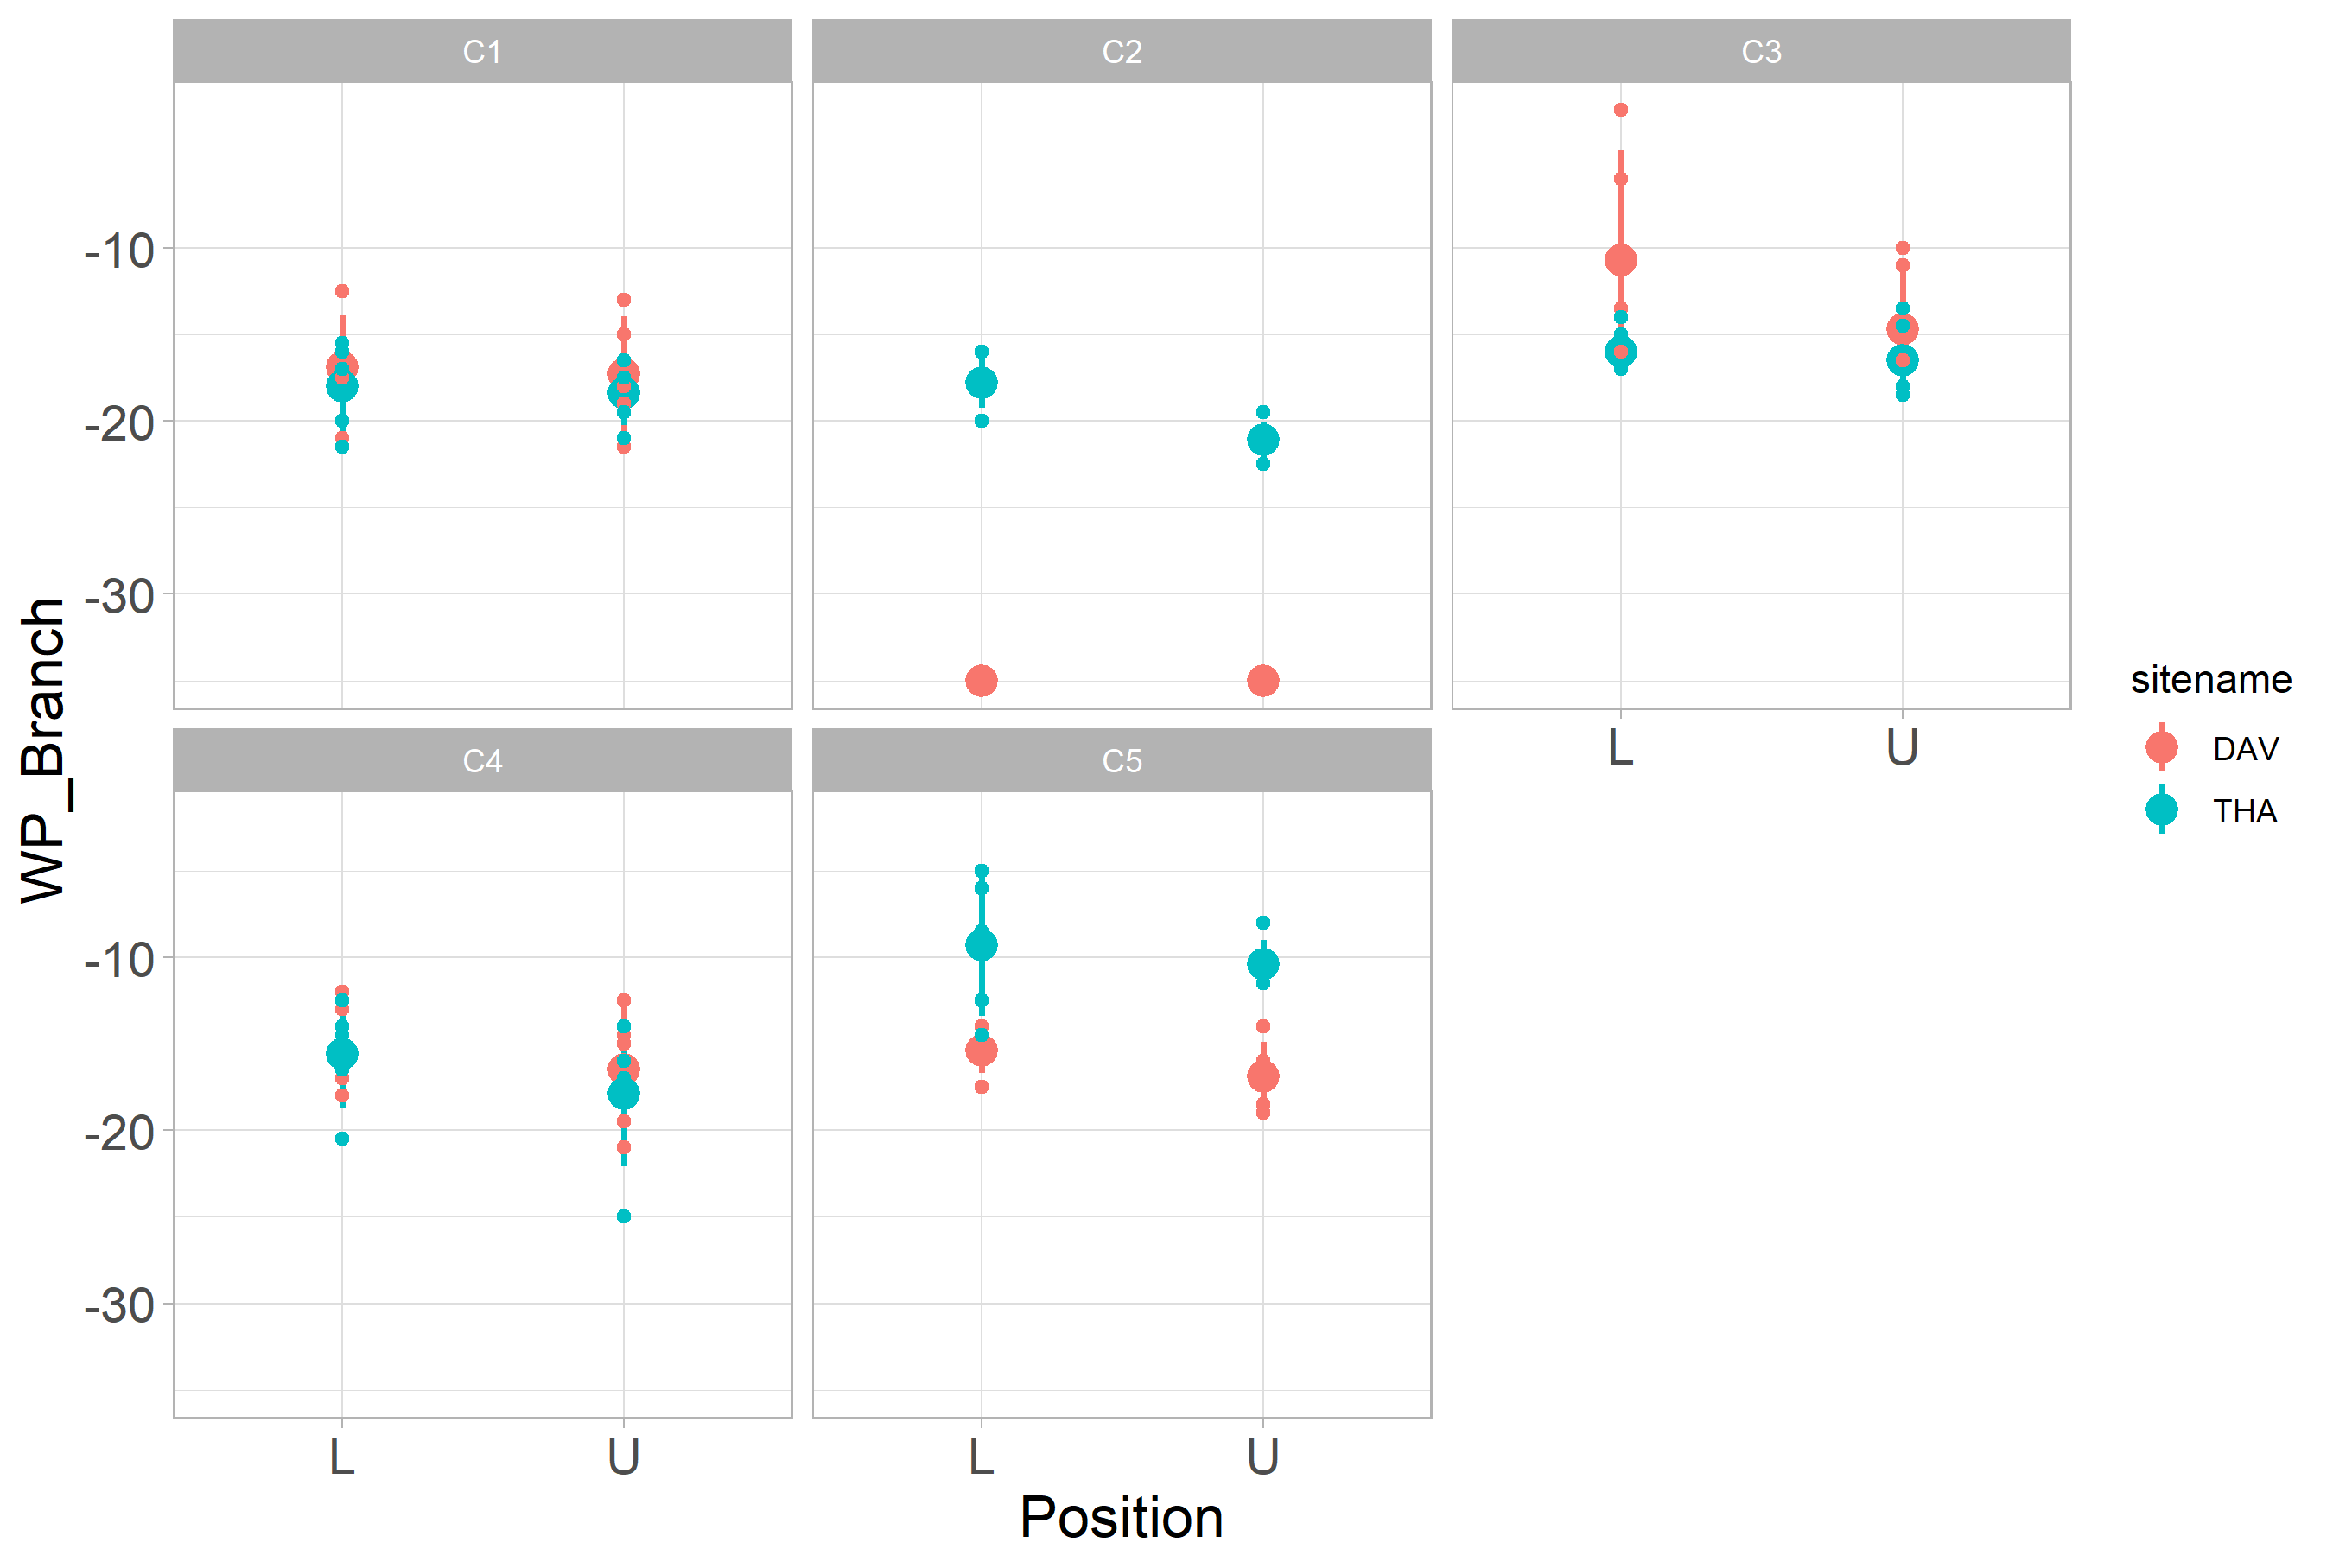 C1
C2
C3
-10
-20
-30
L
U
C4
C5
-10
-20
-30
L
U
L
U
Position
WP_Branch
sitename
DAV
THA